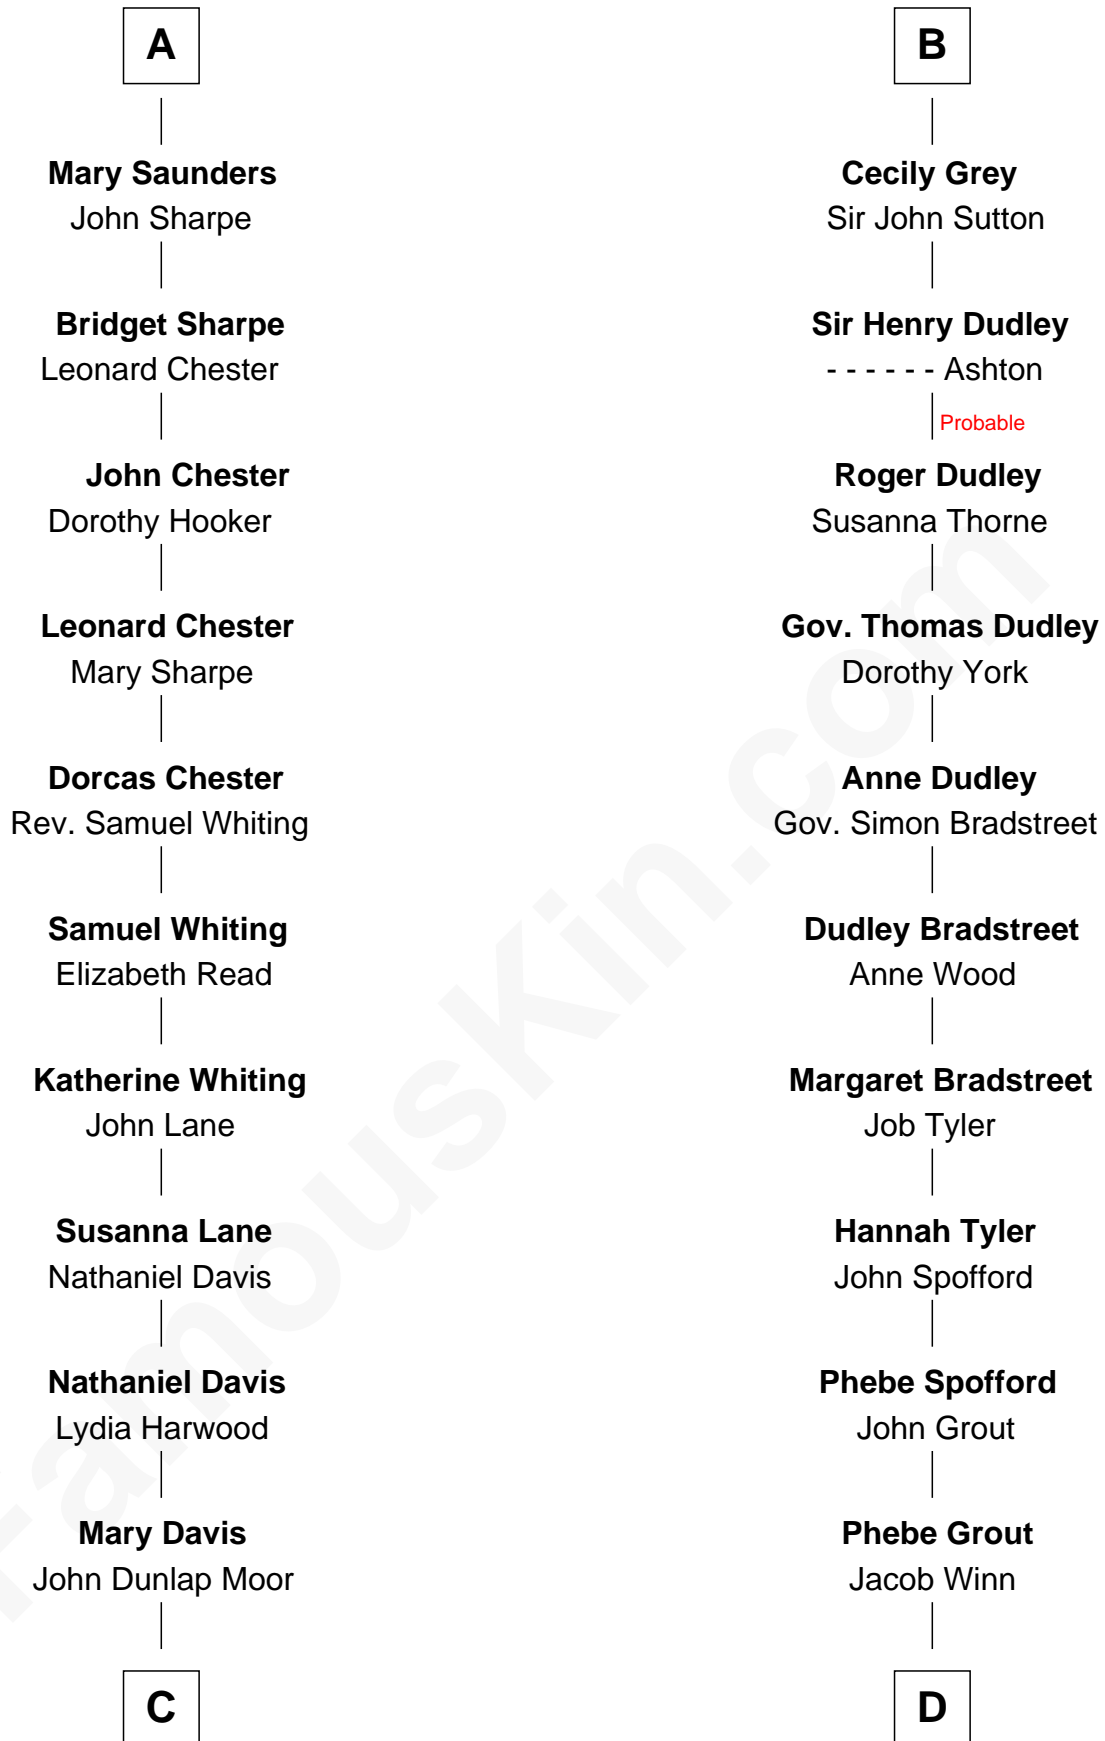 A
Mary Saunders
John Sharpe
Bridget Sharpe
Leonard Chester
John Chester
Dorothy Hooker
Leonard Chester
Mary Sharpe
Dorcas Chester
Rev. Samuel Whiting
Samuel Whiting
Elizabeth Read
Katherine Whiting
John Lane
Susanna Lane
Nathaniel Davis
Nathaniel Davis
Lydia Harwood
Mary Davis
John Dunlap Moor
C
B
Cecily Grey
Sir John Sutton
Sir Henry Dudley
- - - - - - Ashton
Probable
Roger Dudley
Susanna Thorne
Gov. Thomas Dudley
Dorothy York
Anne Dudley
Gov. Simon Bradstreet
Dudley Bradstreet
Anne Wood
Margaret Bradstreet
Job Tyler
Hannah Tyler
John Spofford
Phebe Spofford
John Grout
Phebe Grout
Jacob Winn
D
FamousKin.com